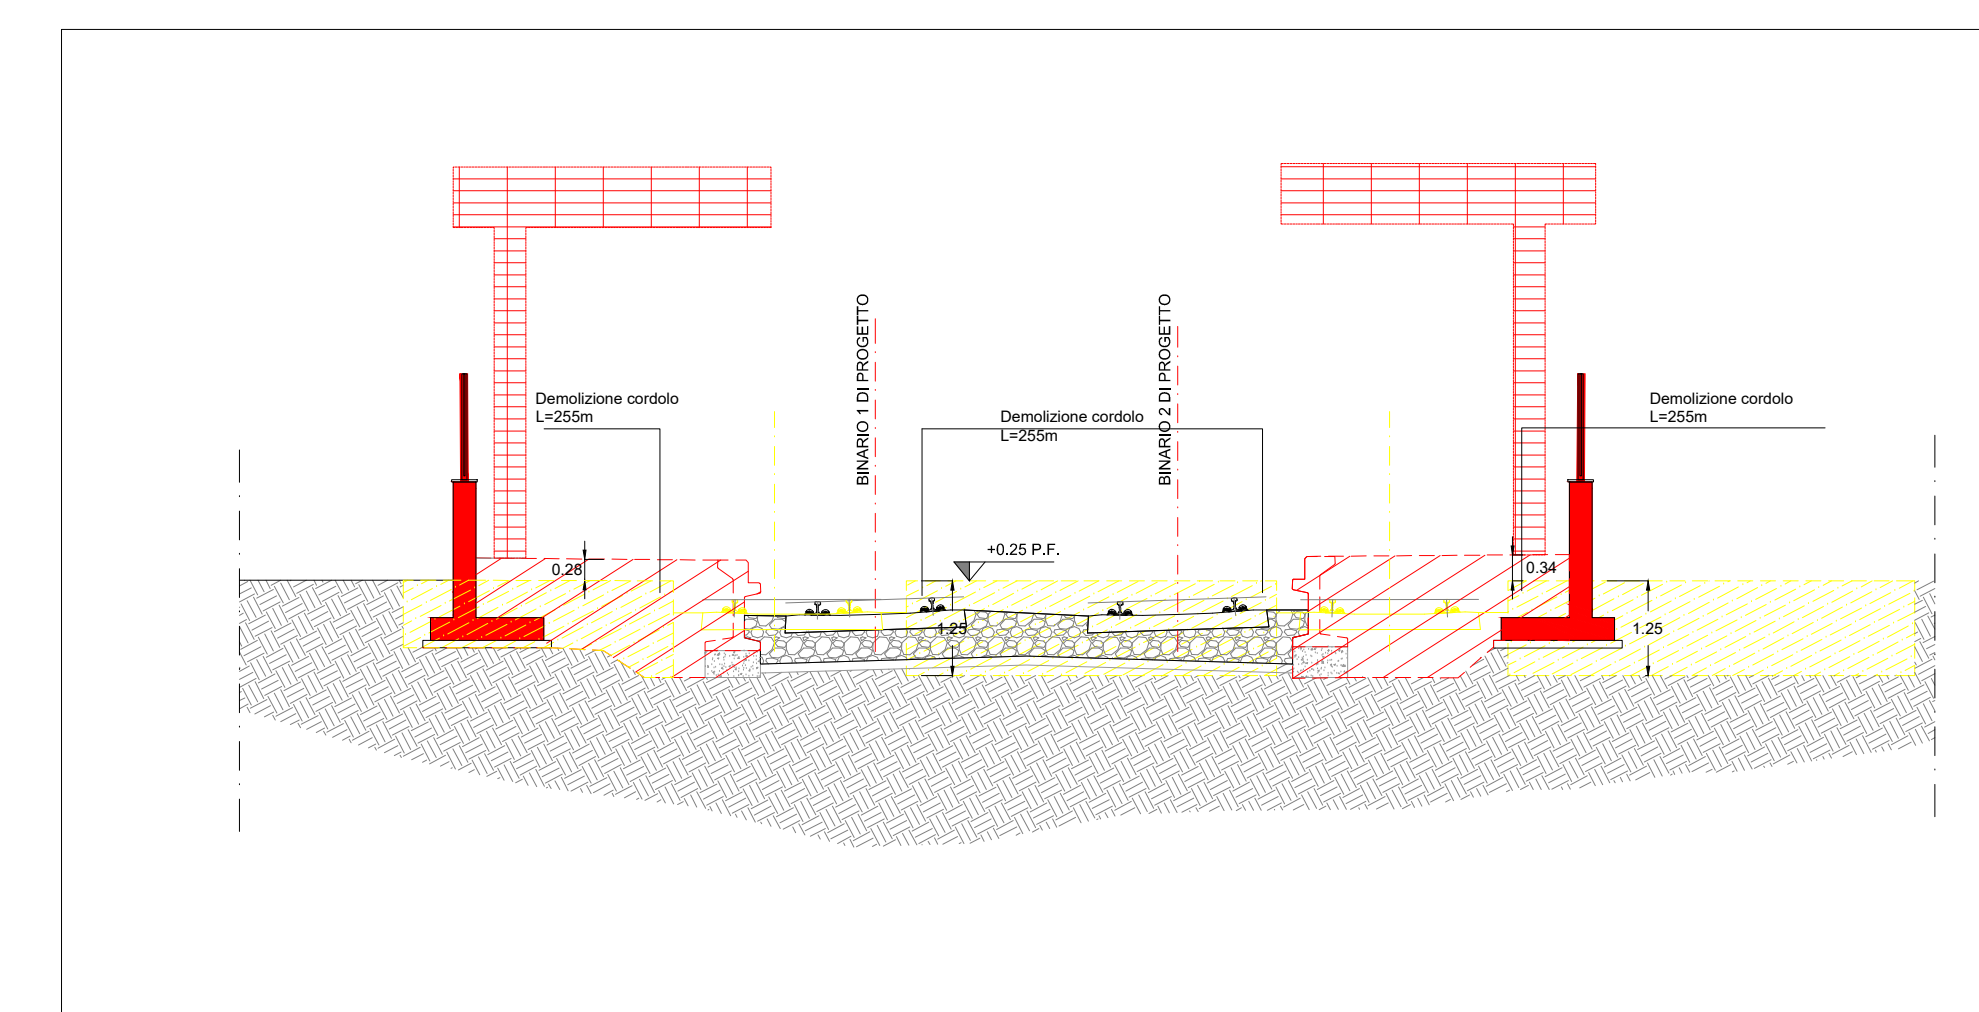 BINARIO 1 DI PROGETTO
BINARIO 2 DI PROGETTO
Demolizione cordolo
L=255m
Demolizione cordolo
L=255m
Demolizione cordolo
L=255m
+0.25 P.F.
0.28
0.34
1.25
1.25